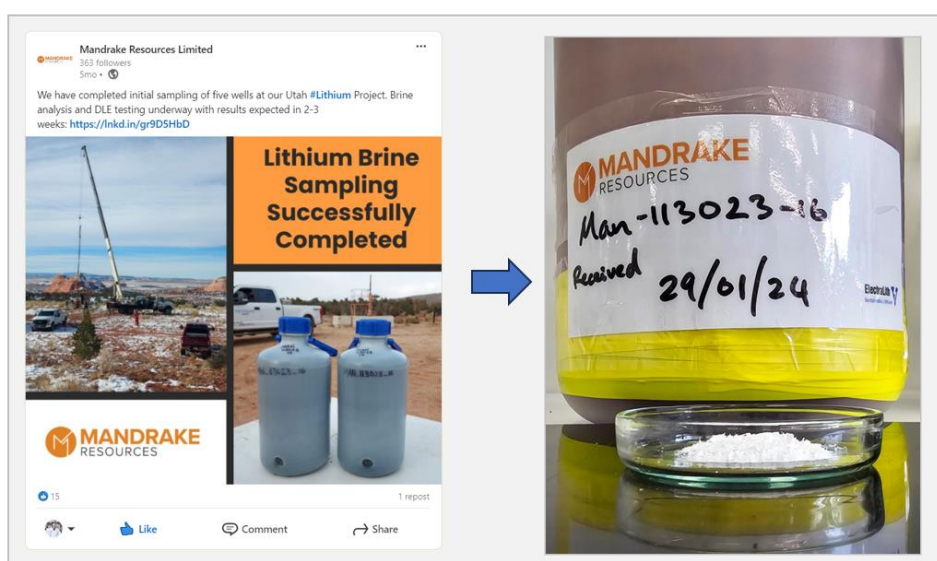 Mandrake Resources Limited
363 followers
5mo •
We have completed initial sampling of five wells at our Utah #Lithium Project. Brine
analysis and DLE testing underway with results expected in 2-3
weeks: https://lnkd.in/gr9D5HbD
Lithium Brine
Sampling
Successfully
Completed
MANDRAKE
RESOURCES
15
1 repost
Like
Comment
Share
MANDRAKE
RESOURCES
Man-113023-16
Received
29/01/24
ElectraLith